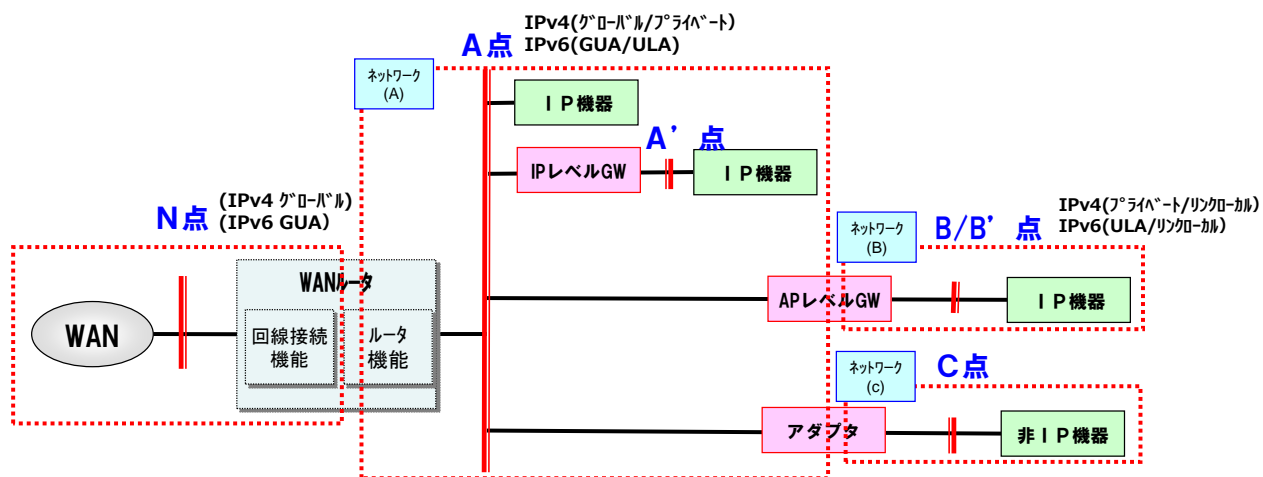 IPv4(ｸﾞﾛｰﾊﾞﾙ/ﾌﾟﾗｲﾍﾞｰﾄ)
A点 IPv6(GUA/ULA)
ネットワーク
(A)
ＩＰ機器
A’点
IPレベルGW
ＩＰ機器
(IPv4 ｸﾞﾛｰﾊﾞﾙ)
N点 (IPv6 GUA)
IPv4(ﾌﾟﾗｲﾍﾞｰﾄ/ﾘﾝｸﾛｰｶﾙ)
B/B’点 IPv6(ULA/ﾘﾝｸﾛｰｶﾙ)
ネットワーク
(B)
WANルータ
APレベルGW
ＩＰ機器
WAN
回線接続
機能
ルータ
機能
ネットワーク
(c)
C点
アダプタ
非ＩＰ機器